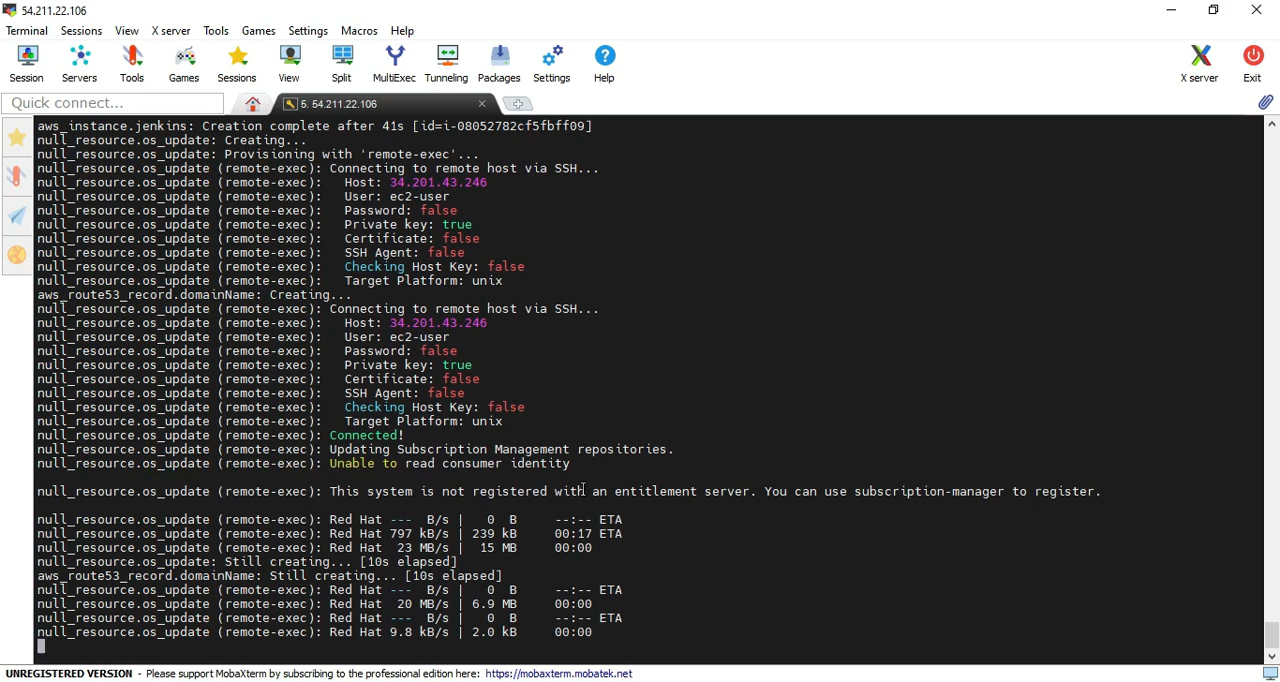 54.211.22.106
Terminal Sessions View X server Tools Games Settings Macros Help
Session Servers Tools Games Sessions View Split MultiExec Tunneling Packages Settings Help X server Exit
Quick connect... 5. 54.211.22.106
aws_instance.jenkins: Creation complete after 41s [id=i-08052782cf5fbff09]
null_resource.os_update: Creating...
null_resource.os_update: Provisioning with 'remote-exec'...
null_resource.os_update (remote-exec): Connecting to remote host via SSH...
null_resource.os_update (remote-exec):   Host: 34.201.43.246
null_resource.os_update (remote-exec):   User: ec2-user
null_resource.os_update (remote-exec):   Password: false
null_resource.os_update (remote-exec):   Private key: true
null_resource.os_update (remote-exec):   Certificate: false
null_resource.os_update (remote-exec):   SSH Agent: false
null_resource.os_update (remote-exec):   Checking Host Key: false
null_resource.os_update (remote-exec):   Target Platform: unix
aws_route53_record.domainName: Creating...
null_resource.os_update (remote-exec): Connecting to remote host via SSH...
null_resource.os_update (remote-exec):   Host: 34.201.43.246
null_resource.os_update (remote-exec):   User: ec2-user
null_resource.os_update (remote-exec):   Password: false
null_resource.os_update (remote-exec):   Private key: true
null_resource.os_update (remote-exec):   Certificate: false
null_resource.os_update (remote-exec):   SSH Agent: false
null_resource.os_update (remote-exec):   Checking Host Key: false
null_resource.os_update (remote-exec):   Target Platform: unix
null_resource.os_update (remote-exec): Connected!
null_resource.os_update (remote-exec): Updating Subscription Management repositories.
null_resource.os_update (remote-exec): Unable to read consumer identity
null_resource.os_update (remote-exec): This system is not registered with an entitlement server. You can use subscription-manager to register.
null_resource.os_update (remote-exec): Red Hat ---  B/s |   0  B     --:-- ETA
null_resource.os_update (remote-exec): Red Hat 797 kB/s | 239 kB     00:17 ETA
null_resource.os_update (remote-exec): Red Hat  23 MB/s |  15 MB     00:00
null_resource.os_update: Still creating... [10s elapsed]
aws_route53_record.domainName: Still creating... [10s elapsed]
null_resource.os_update (remote-exec): Red Hat ---  B/s |   0  B     --:-- ETA
null_resource.os_update (remote-exec): Red Hat  20 MB/s | 6.9 MB     00:00
null_resource.os_update (remote-exec): Red Hat ---  B/s |   0  B     --:-- ETA
null_resource.os_update (remote-exec): Red Hat 9.8 kB/s | 2.0 kB     00:00
UNREGISTERED VERSION - Please support MobaXterm by subscribing to the professional edition here: https://mobaxterm.mobatek.net